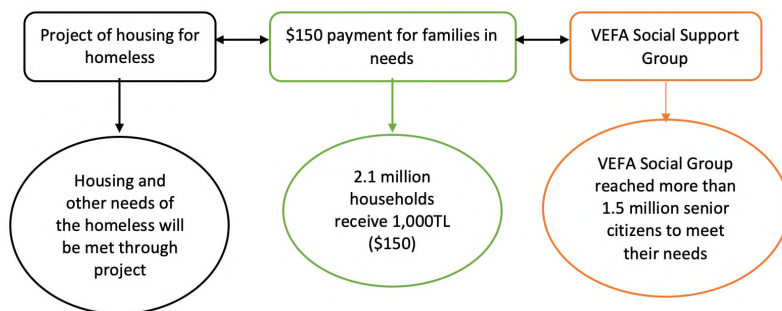 Project of housing for
homeless
$150 payment for families in
needs
VEFA Social Support
Group
Housing and
other needs of
the homeless will
be met through
project
2.1 million
households
receive 1,000TL
($150)
VEFA Social Group
reached more than
1.5 million senior
citizens to meet
their needs